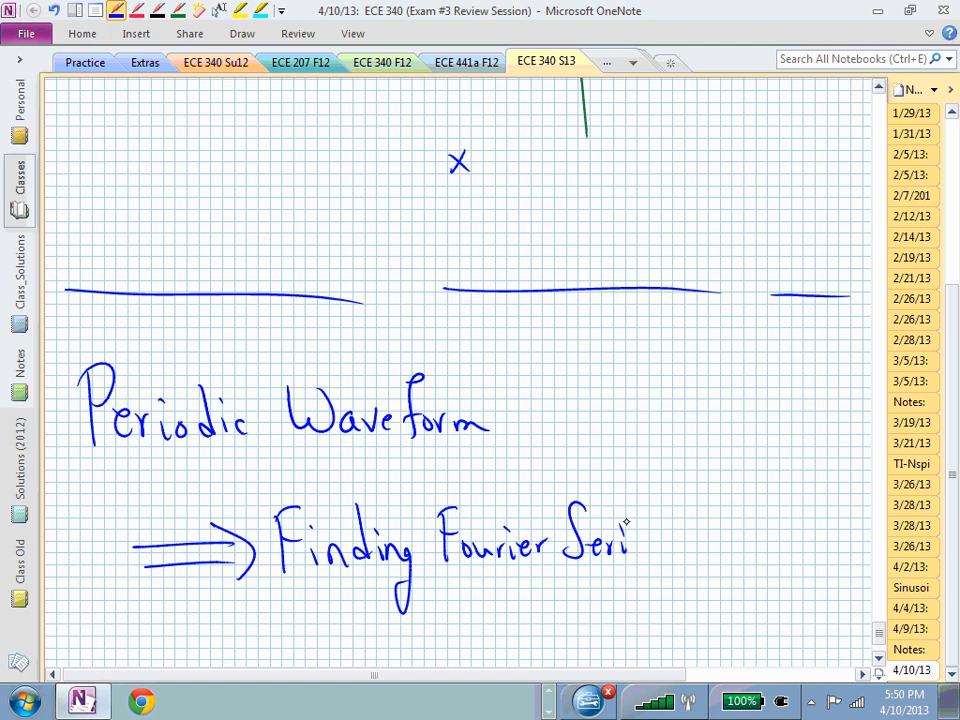 4/10/13: ECE 340 (Exam #3 Review Session) - Microsoft OneNote
File Home Insert Share Draw Review View
Practice Extras ECE 340 Su12 ECE 207 F12 ECE 340 F12 ECE 441a F12 ECE 340 S13 ... Search All Notebooks (Ctrl+E)
Personal
Classes
Class_Solutions
Notes
Solutions (2012)
Class Old
x
Periodic Waveform
⇒ Finding Fourier Seri
N...
1/29/13
1/31/13
2/5/13:
2/5/13:
2/7/201
2/12/13
2/14/13
2/19/13
2/21/13
2/26/13
2/26/13
2/28/13
3/5/13:
3/5/13:
Notes:
3/19/13
3/21/13
TI-Nspi
3/26/13
3/28/13
3/28/13
3/26/13
4/2/13:
Sinusoi
4/4/13:
4/9/13:
Notes:
4/10/13
100%
5:50 PM
4/10/2013